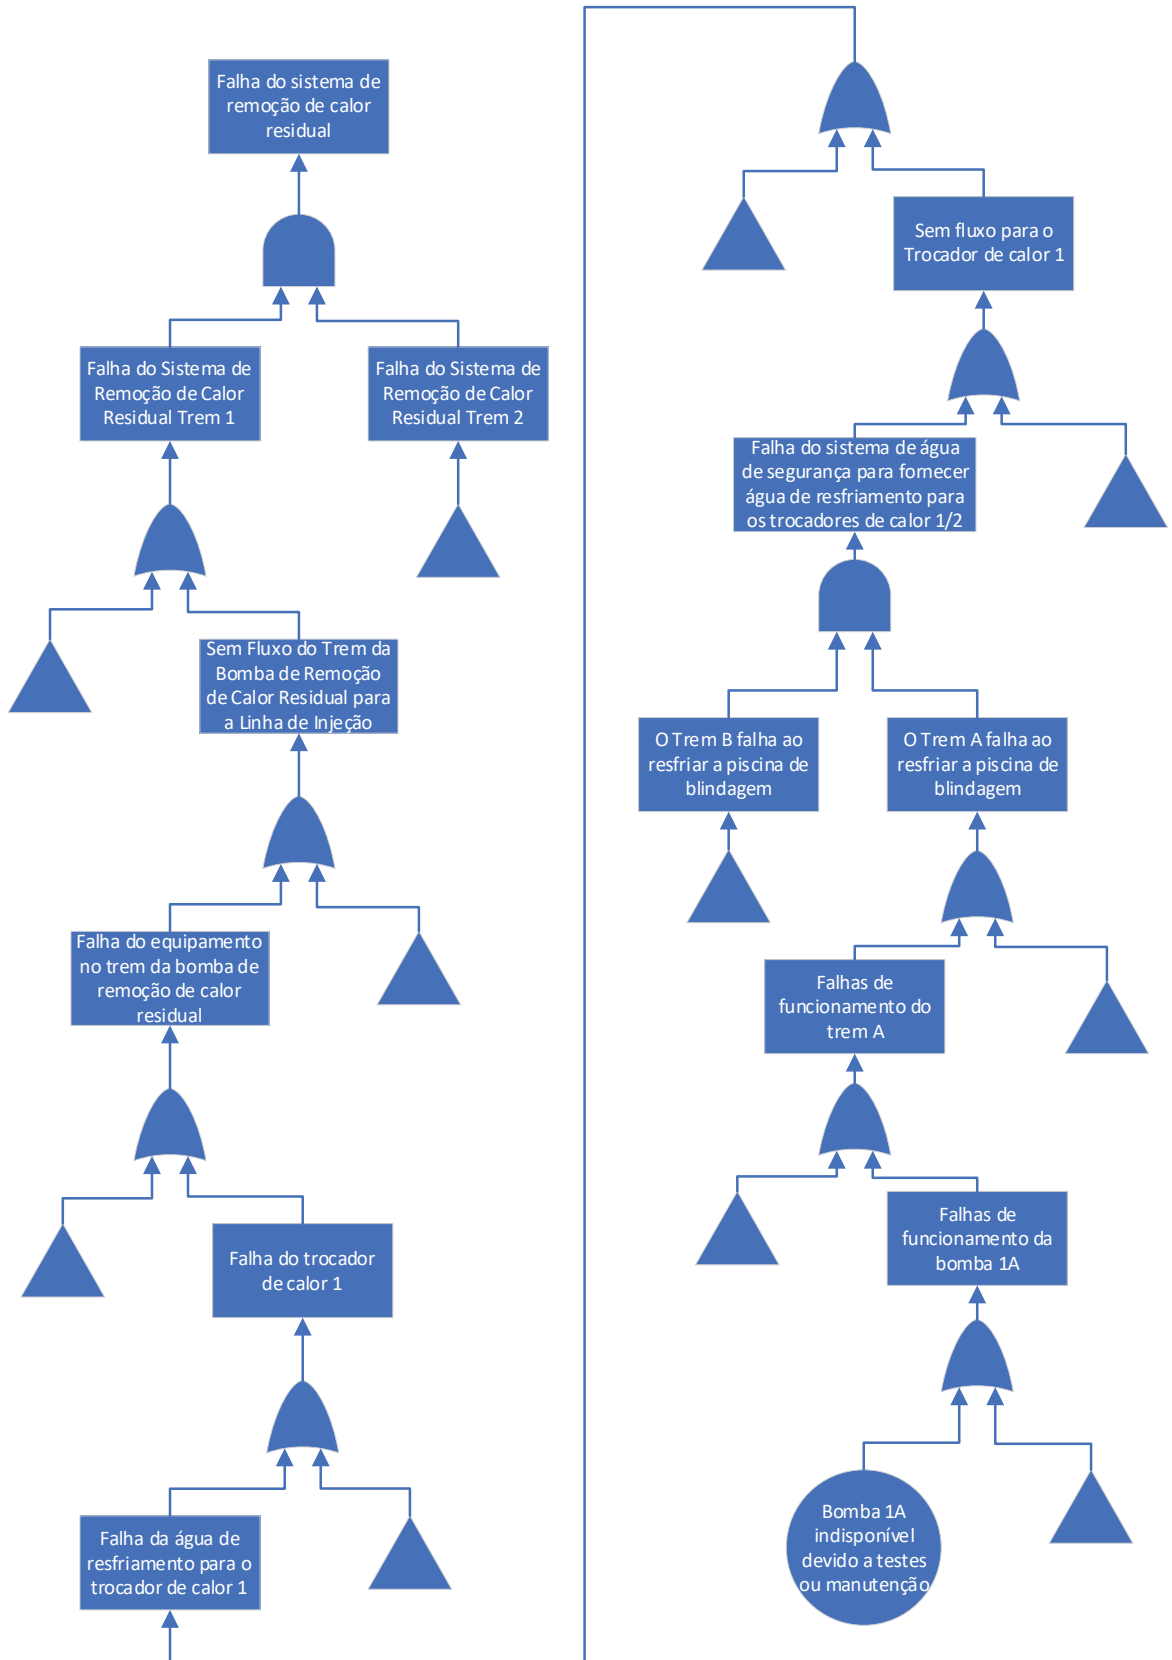 Falha do sistema de
remoção de calor
residual
Falha do Sistema de
Remoção de Calor
Residual Trem 1
Falha do Sistema de
Remoção de Calor
Residual Trem 2
Sem Fluxo do Trem da
Bomba de Remoção
de Calor Residual para
a Linha de Injeção
Falha do equipamento
no trem da bomba de
remoção de calor
residual
Falha do trocador
de calor 1
Falha da água de
resfriamento para o
trocador de calor 1
Sem fluxo para o
Trocador de calor 1
Falha do sistema de água
de segurança para fornecer
água de resfriamento para
os trocadores de calor 1/2
O Trem B falha ao
resfriar a piscina de
blindagem
O Trem A falha ao
resfriar a piscina de
blindagem
Falhas de
funcionamento do
trem A
Falhas de
funcionamento da
bomba 1A
Bomba 1A
indisponível
devido a testes
ou manutenção